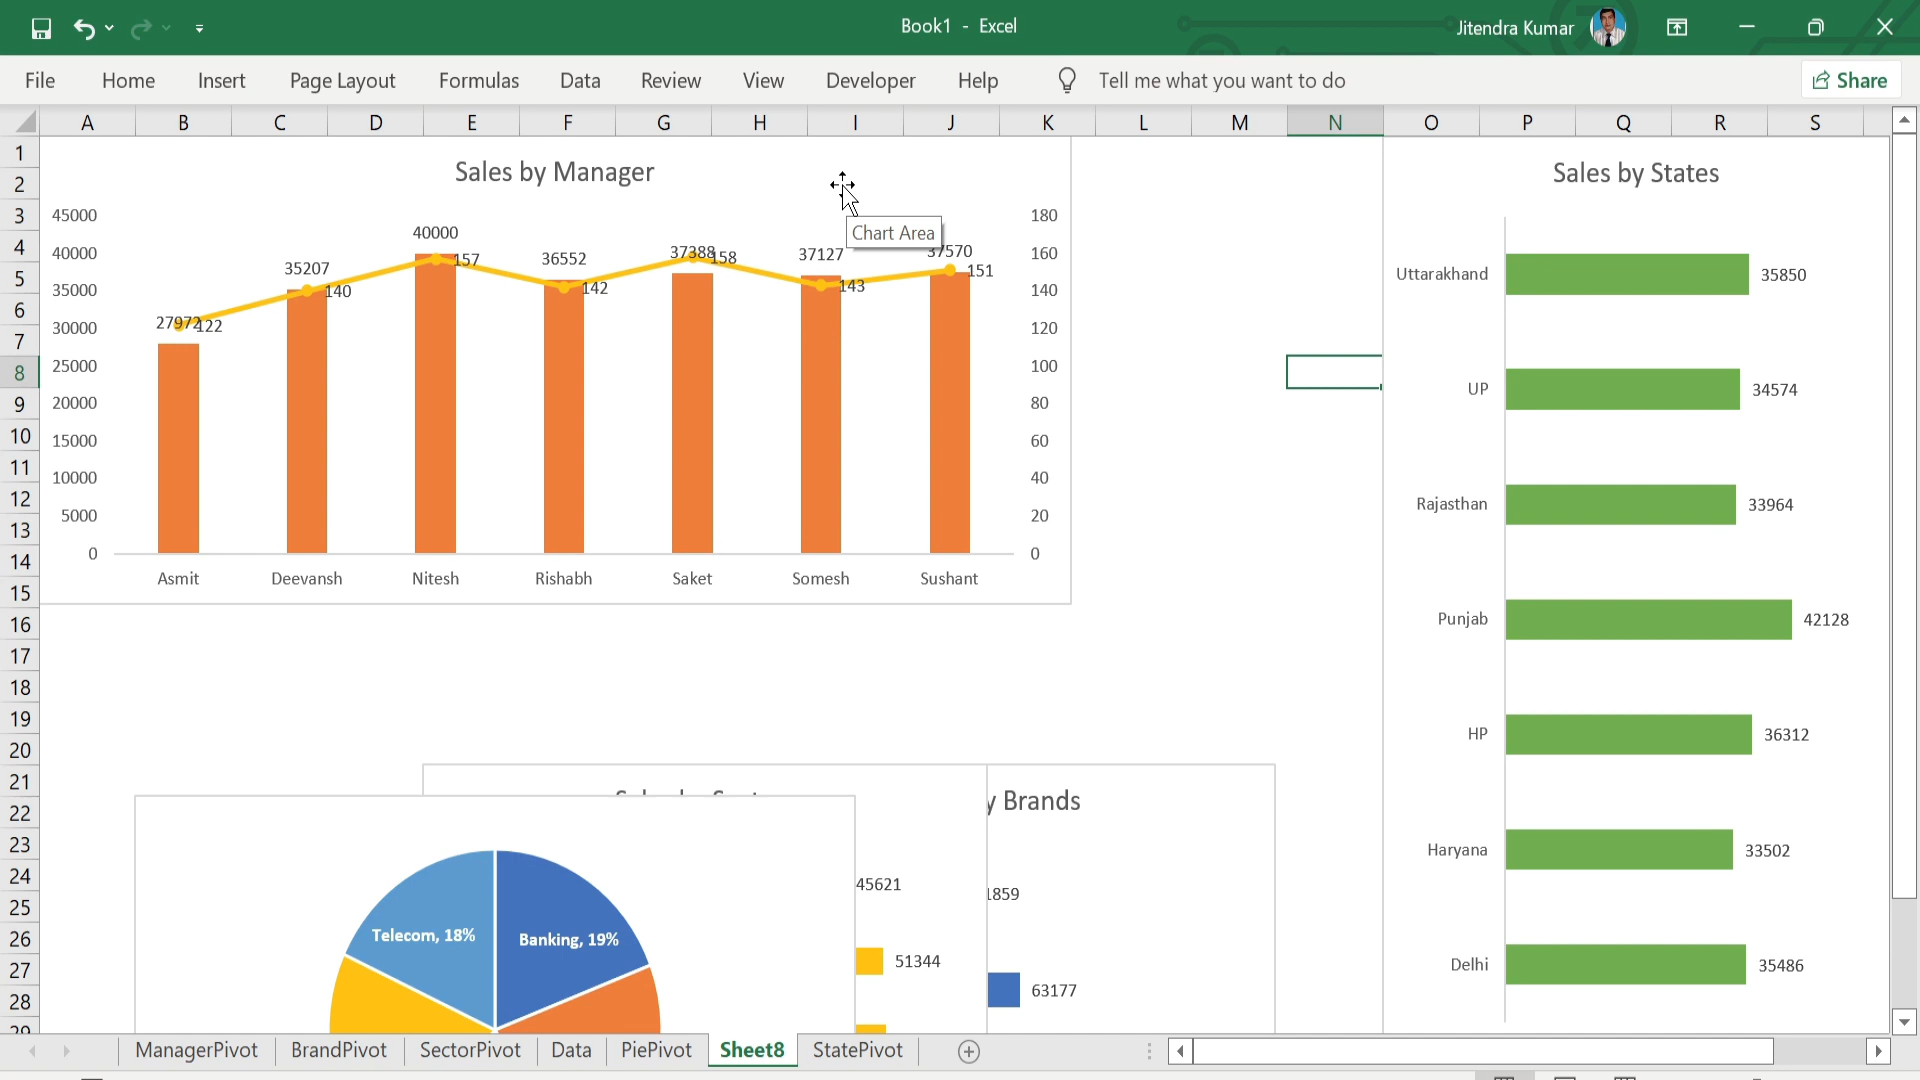 Book1 - Excel
Jitendra Kumar
File Home Insert Page Layout Formulas Data Review View Developer Help Tell me what you want to do Share
A B C D E F G H I J K L M N O P Q R S
1
2
3
4
5
6
7
8
9
10
11
12
13
14
15
16
17
18
19
20
21
22
23
24
25
26
27
28
29
Sales by Manager
Chart Area
45000
40000
35000
30000
25000
20000
15000
10000
5000
0
27972 35207 40000 36552 37388 37127 37570
122 140 157 142 158 143 151
180
160
140
120
100
80
60
40
20
0
Asmit Deevansh Nitesh Rishabh Saket Somesh Sushant
Sales by States
Uttarakhand 35850
UP 34574
Rajasthan 33964
Punjab 42128
HP 36312
Haryana 33502
Delhi 35486
y Brands
Telecom, 18% Banking, 19%
45621
51344
1859
63177
ManagerPivot BrandPivot SectorPivot Data PiePivot Sheet8 StatePivot